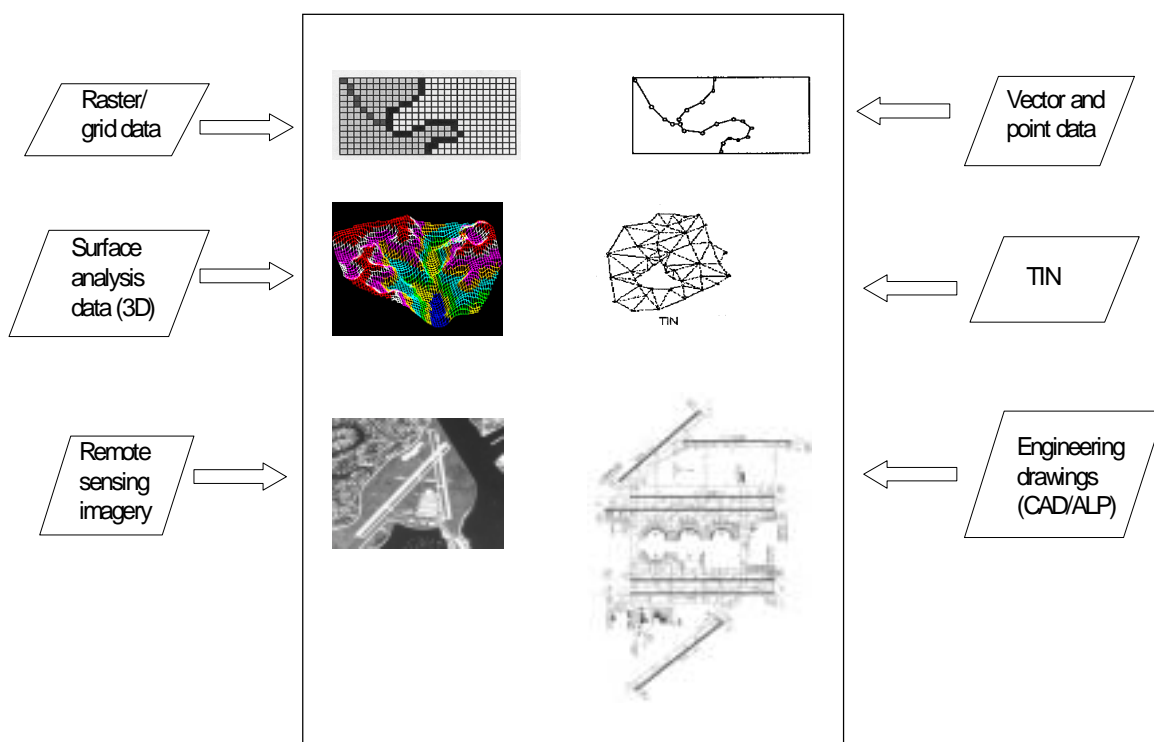 Raster/
grid data
Vector and
point data
Surface
analysis
data (3D)
TIN
TIN
Remote
sensing
imagery
Engineering
drawings
(CAD/ALP)